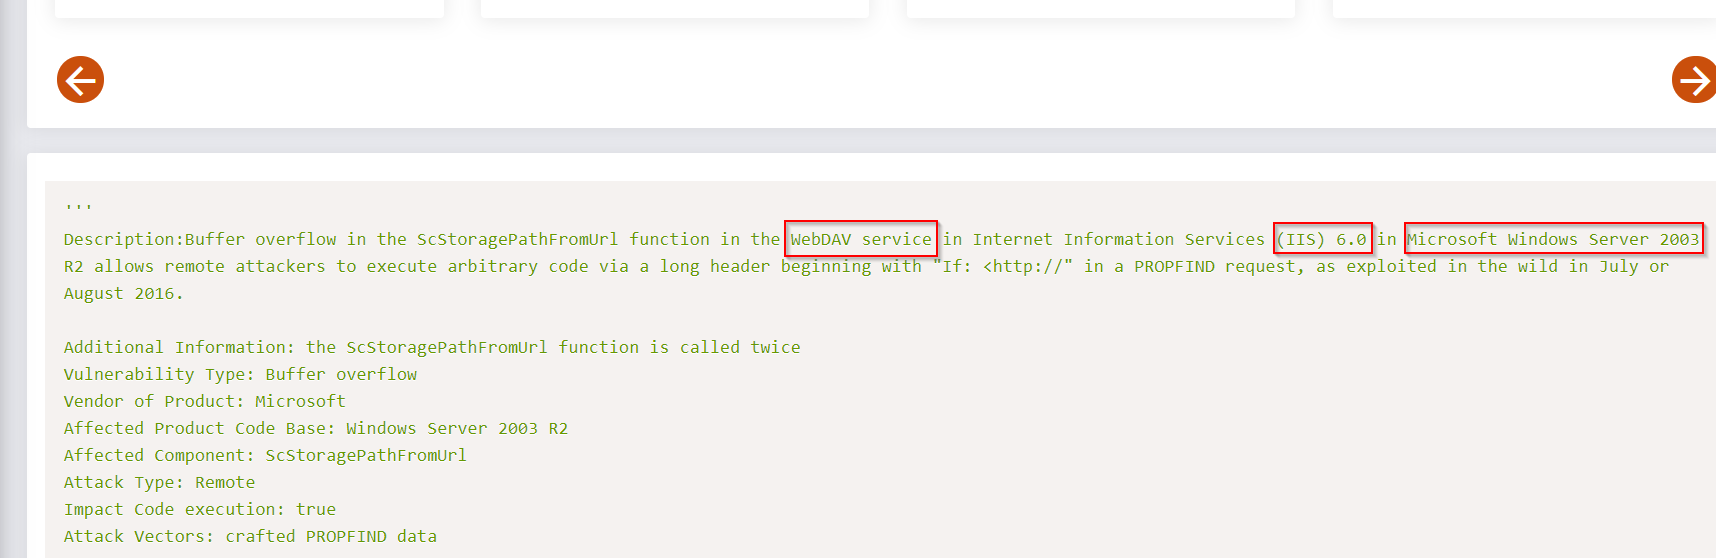 '''
Description:Buffer overflow in the ScStoragePathFromUrl function in the WebDAV service in Internet Information Services (IIS) 6.0 in Microsoft Windows Server 2003
R2 allows remote attackers to execute arbitrary code via a long header beginning with "If: <http://" in a PROPFIND request, as exploited in the wild in July or
August 2016.
Additional Information: the ScStoragePathFromUrl function is called twice
Vulnerability Type: Buffer overflow
Vendor of Product: Microsoft
Affected Product Code Base: Windows Server 2003 R2
Affected Component: ScStoragePathFromUrl
Attack Type: Remote
Impact Code execution: true
Attack Vectors: crafted PROPFIND data